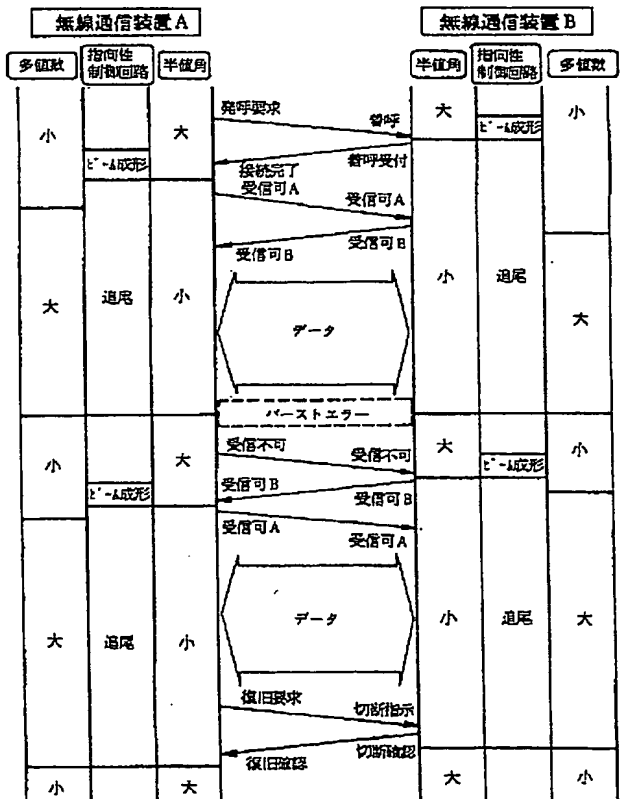 無線通信装置A 無線通信装置B
多値数 指向性制御回路 半値角 半値角 指向性制御回路 多値数
小 大 発呼要求 着呼 大 ビーム成形 小
ビーム成形 接続完了 着呼受付
受信可A 受信可A
受信可B 受信可B
大 追尾 小 データ 小 追尾 大
バーストエラー
小 大 受信不可 受信不可 大 ビーム成形 小
ビーム成形 受信可B 受信可B
受信可A 受信可A
大 追尾 小 データ 小 追尾 大
復旧要求 切断指示
復旧確認 切断確認
小 大 大 小